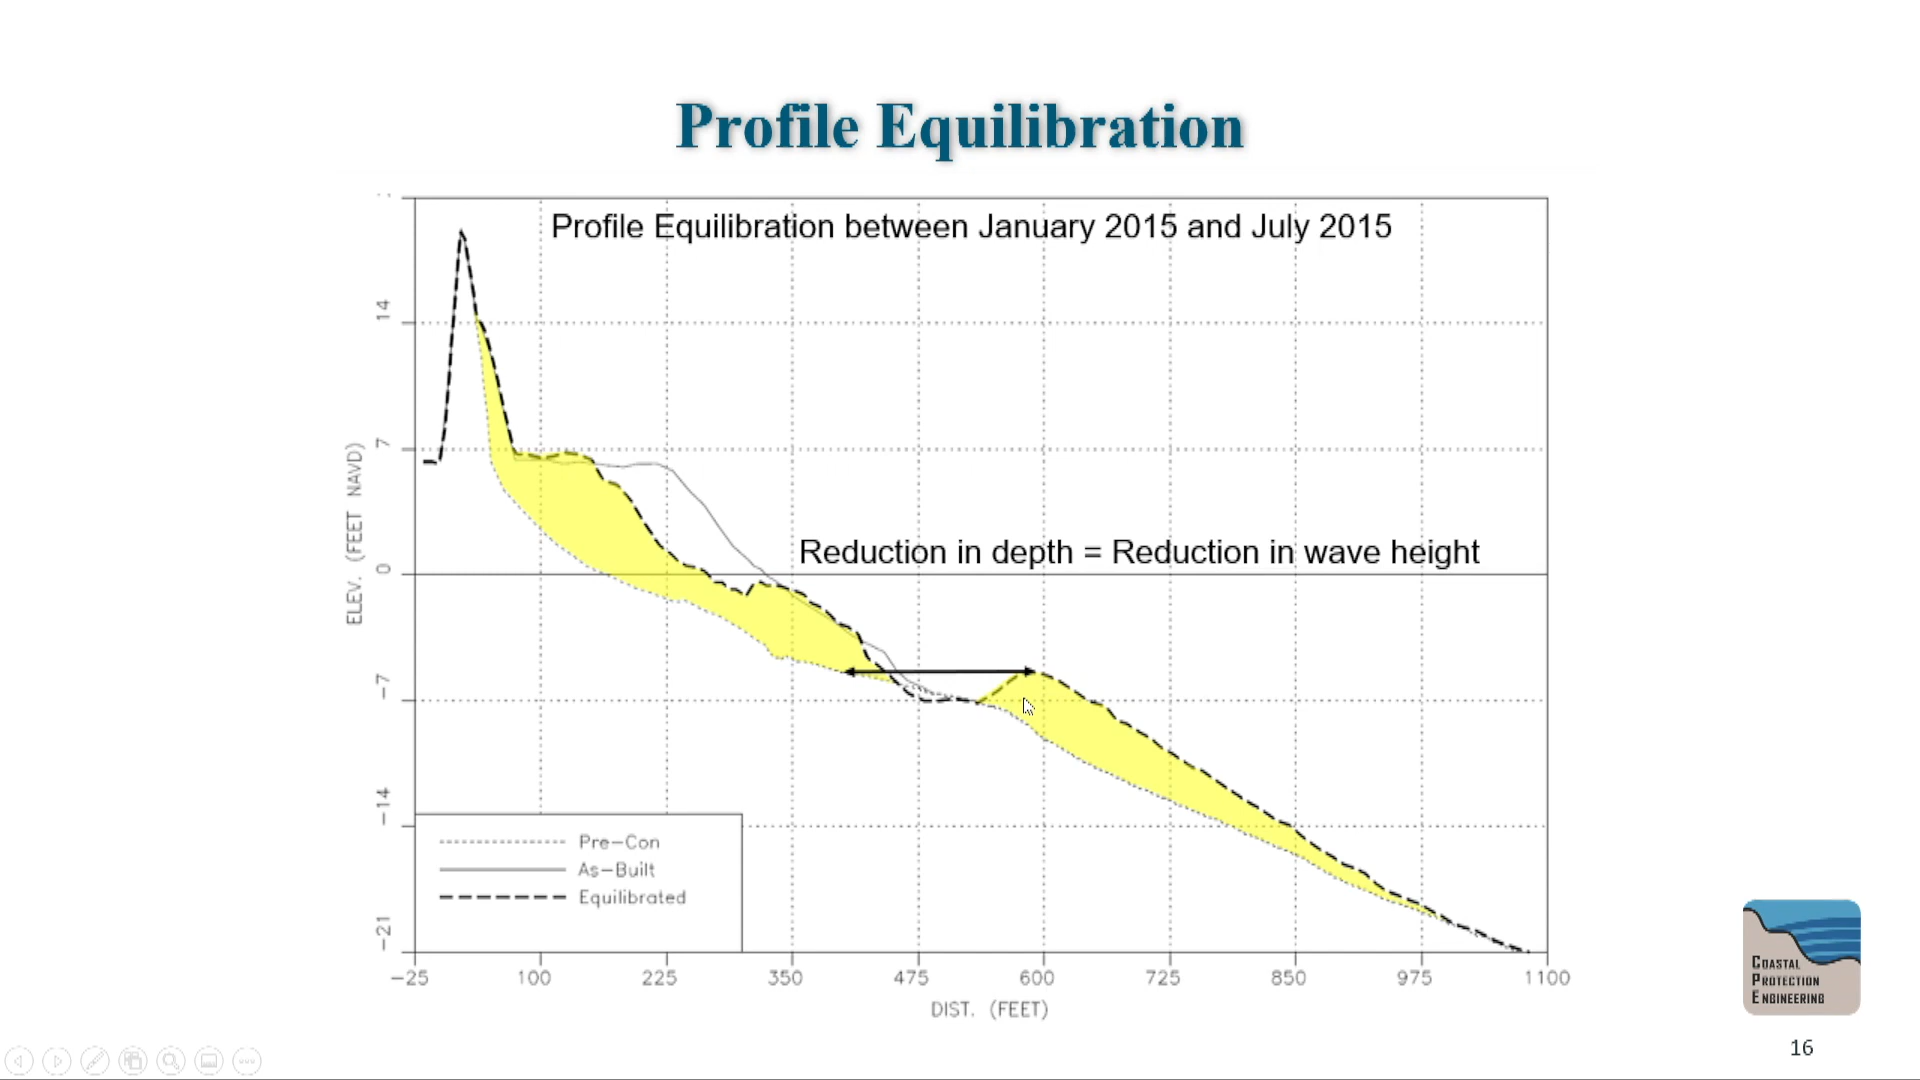 Profile Equilibration
Profile Equilibration between January 2015 and July 2015
Reduction in depth = Reduction in wave height
ELEV. (FEET NAVD)
14
7
0
-7
-14
-21
Pre-Con
As-Built
Equilibrated
-25 100 225 350 475 600 725 850 975 1100
DIST. (FEET)
COASTAL
PROTECTION
ENGINEERING
16